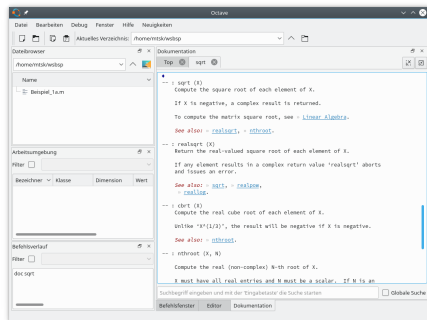 Octave
Datei Bearbeiten Debug Fenster Hilfe Neuigkeiten
Aktuelles Verzeichnis: /home/mtsk/wsbsp
Dateibrowser
/home/mtsk/wsbsp
Name
Beispiel_1a.m
Arbeitsumgebung
Filter
Bezeichner Klasse Dimension Wert
Befehlsverlauf
Filter
doc sqrt
Dokumentation
Top sqrt
-- : sqrt (X)
Compute the square root of each element of X.
If X is negative, a complex result is returned.
To compute the matrix square root, see Linear Algebra.
See also: realsqrt, nthroot.
-- : realsqrt (X)
Return the real-valued square root of each element of X.
If any element results in a complex return value ‘realsqrt’ aborts
and issues an error.
See also: sqrt, realpow,
reallog.
-- : cbrt (X)
Compute the real cube root of each element of X.
Unlike ‘X^(1/3)’, the result will be negative if X is negative.
See also: nthroot.
-- : nthroot (X, N)
Compute the real (non-complex) N-th root of X.
X must have all real entries and N must be a scalar. If N is an
Suchbegriff eingeben und mit der 'Eingabetaste' die Suche starten
Globale Suche
Befehlsfenster Editor Dokumentation